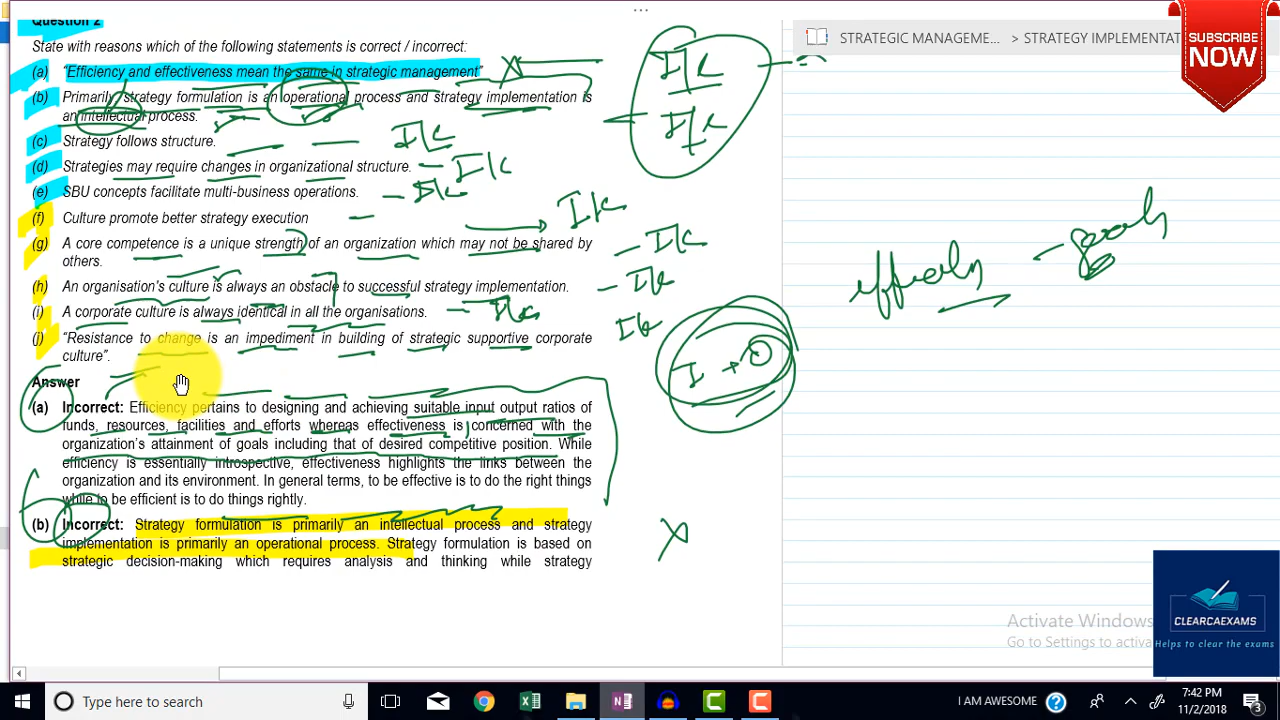 Question 2
State with reasons which of the following statements is correct / incorrect:
(a) "Efficiency and effectiveness mean the same in strategic management"
(b) Primarily strategy formulation is an operational process and strategy implementation is
an intellectual process.
(c) Strategy follows structure.
(d) Strategies may require changes in organizational structure.
(e) SBU concepts facilitate multi-business operations.
(f) Culture promote better strategy execution
(g) A core competence is a unique strength of an organization which may not be shared by
others.
(h) An organisation's culture is always an obstacle to successful strategy implementation.
(i) A corporate culture is always identical in all the organisations.
(j) "Resistance to change is an impediment in building of strategic supportive corporate
culture".
Answer
(a) Incorrect: Efficiency pertains to designing and achieving suitable input output ratios of
funds, resources, facilities and efforts whereas effectiveness is concerned with the
organization's attainment of goals including that of desired competitive position. While
efficiency is essentially introspective, effectiveness highlights the links between the
organization and its environment. In general terms, to be effective is to do the right things
while to be efficient is to do things rightly.
(b) Incorrect: Strategy formulation is primarily an intellectual process and strategy
implementation is primarily an operational process. Strategy formulation is based on
strategic decision-making which requires analysis and thinking while strategy
STRATEGIC MANAGEME... > STRATEGY IMPLEMENTAT
SUBSCRIBE
NOW
goals
Activate Windows
Go to Settings to activa
CLEARCAEXAMS
Helps to clear the exams
Type here to search
I AM AWESOME
7:42 PM
11/2/2018
3